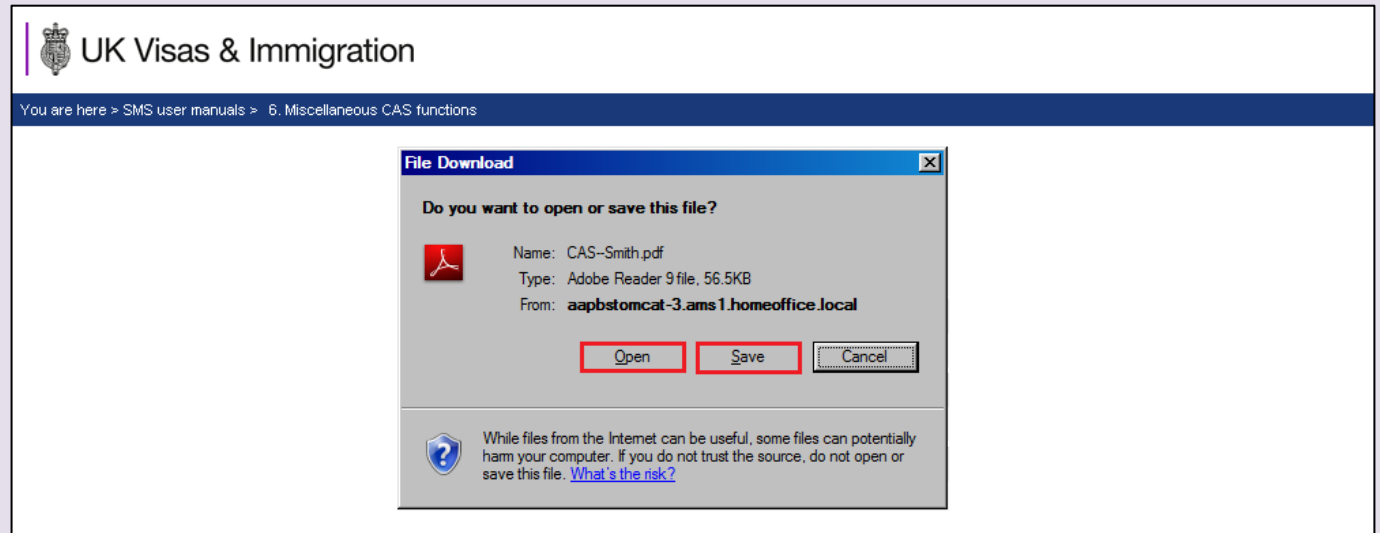 UK Visas & Immigration
You are here > SMS user manuals > 6. Miscellaneous CAS functions
File Download
Do you want to open or save this file?
Name: CAS--Smith.pdf
Type: Adobe Reader 9 file, 56.5KB
From: aapbstomcat-3.ams1.homeoffice.local
Open Save Cancel
While files from the Internet can be useful, some files can potentially
harm your computer. If you do not trust the source, do not open or
save this file. What's the risk?